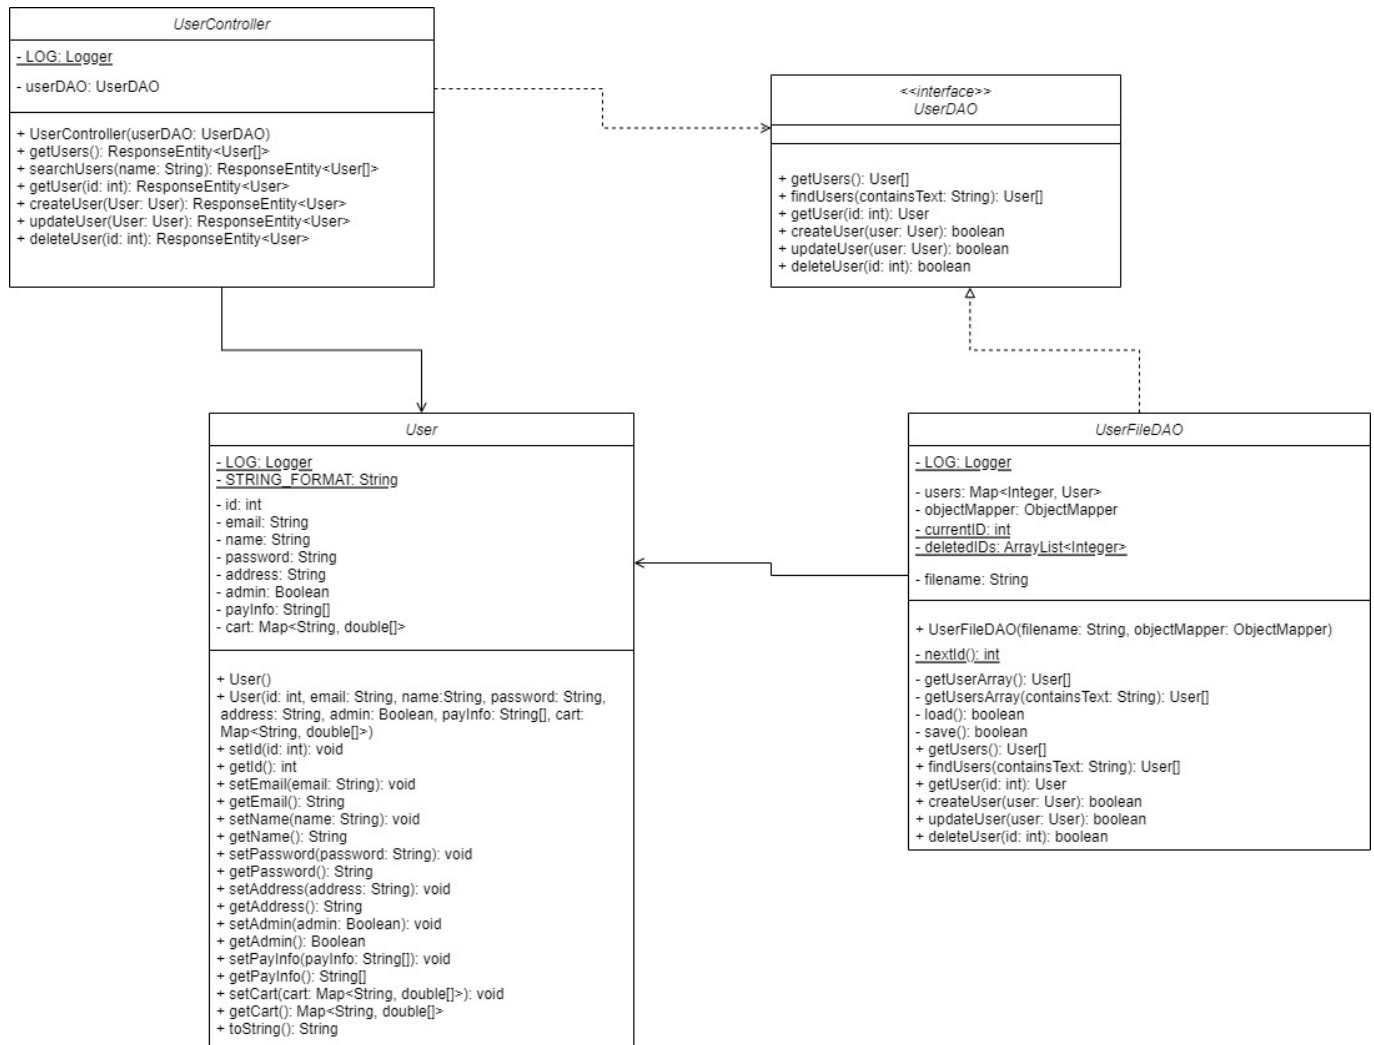 UserController
- LOG: Logger
- userDAO: UserDAO
+ UserController(userDAO: UserDAO)
+ getUsers(): ResponseEntity<User[]>
+ searchUsers(name: String): ResponseEntity<User[]>
+ getUser(id: int): ResponseEntity<User>
+ createUser(User: User): ResponseEntity<User>
+ updateUser(User: User): ResponseEntity<User>
+ deleteUser(id: int): ResponseEntity<User>
<<interface>>
UserDAO
+ getUsers(): User[]
+ findUsers(containsText: String): User[]
+ getUser(id: int): User
+ createUser(user: User): boolean
+ updateUser(user: User): boolean
+ deleteUser(id: int): boolean
User
- LOG: Logger
- STRING_FORMAT: String
- id: int
- email: String
- name: String
- password: String
- address: String
- admin: Boolean
- payInfo: String[]
- cart: Map<String, double[]>
+ User()
+ User(id: int, email: String, name:String, password: String,
address: String, admin: Boolean, payInfo: String[], cart:
Map<String, double[]>)
+ setId(id: int): void
+ getId(): int
+ setEmail(email: String): void
+ getEmail(): String
+ setName(name: String): void
+ getName(): String
+ setPassword(password: String): void
+ getPassword(): String
+ setAddress(address: String): void
+ getAddress(): String
+ setAdmin(admin: Boolean): void
+ getAdmin(): Boolean
+ setPayInfo(payInfo: String[]): void
+ getPayInfo(): String[]
+ setCart(cart: Map<String, double[]>): void
+ getCart(): Map<String, double[]>
+ toString(): String
UserFileDAO
- LOG: Logger
- users: Map<Integer, User>
- objectMapper: ObjectMapper
- currentID: int
- deletedIDs: ArrayList<Integer>
- filename: String
+ UserFileDAO(filename: String, objectMapper: ObjectMapper)
- nextId(): int
- getUserArray(): User[]
- getUsersArray(containsText: String): User[]
- load(): boolean
- save(): boolean
+ getUsers(): User[]
+ findUsers(containsText: String): User[]
+ getUser(id: int): User
+ createUser(user: User): boolean
+ updateUser(user: User): boolean
+ deleteUser(id: int): boolean